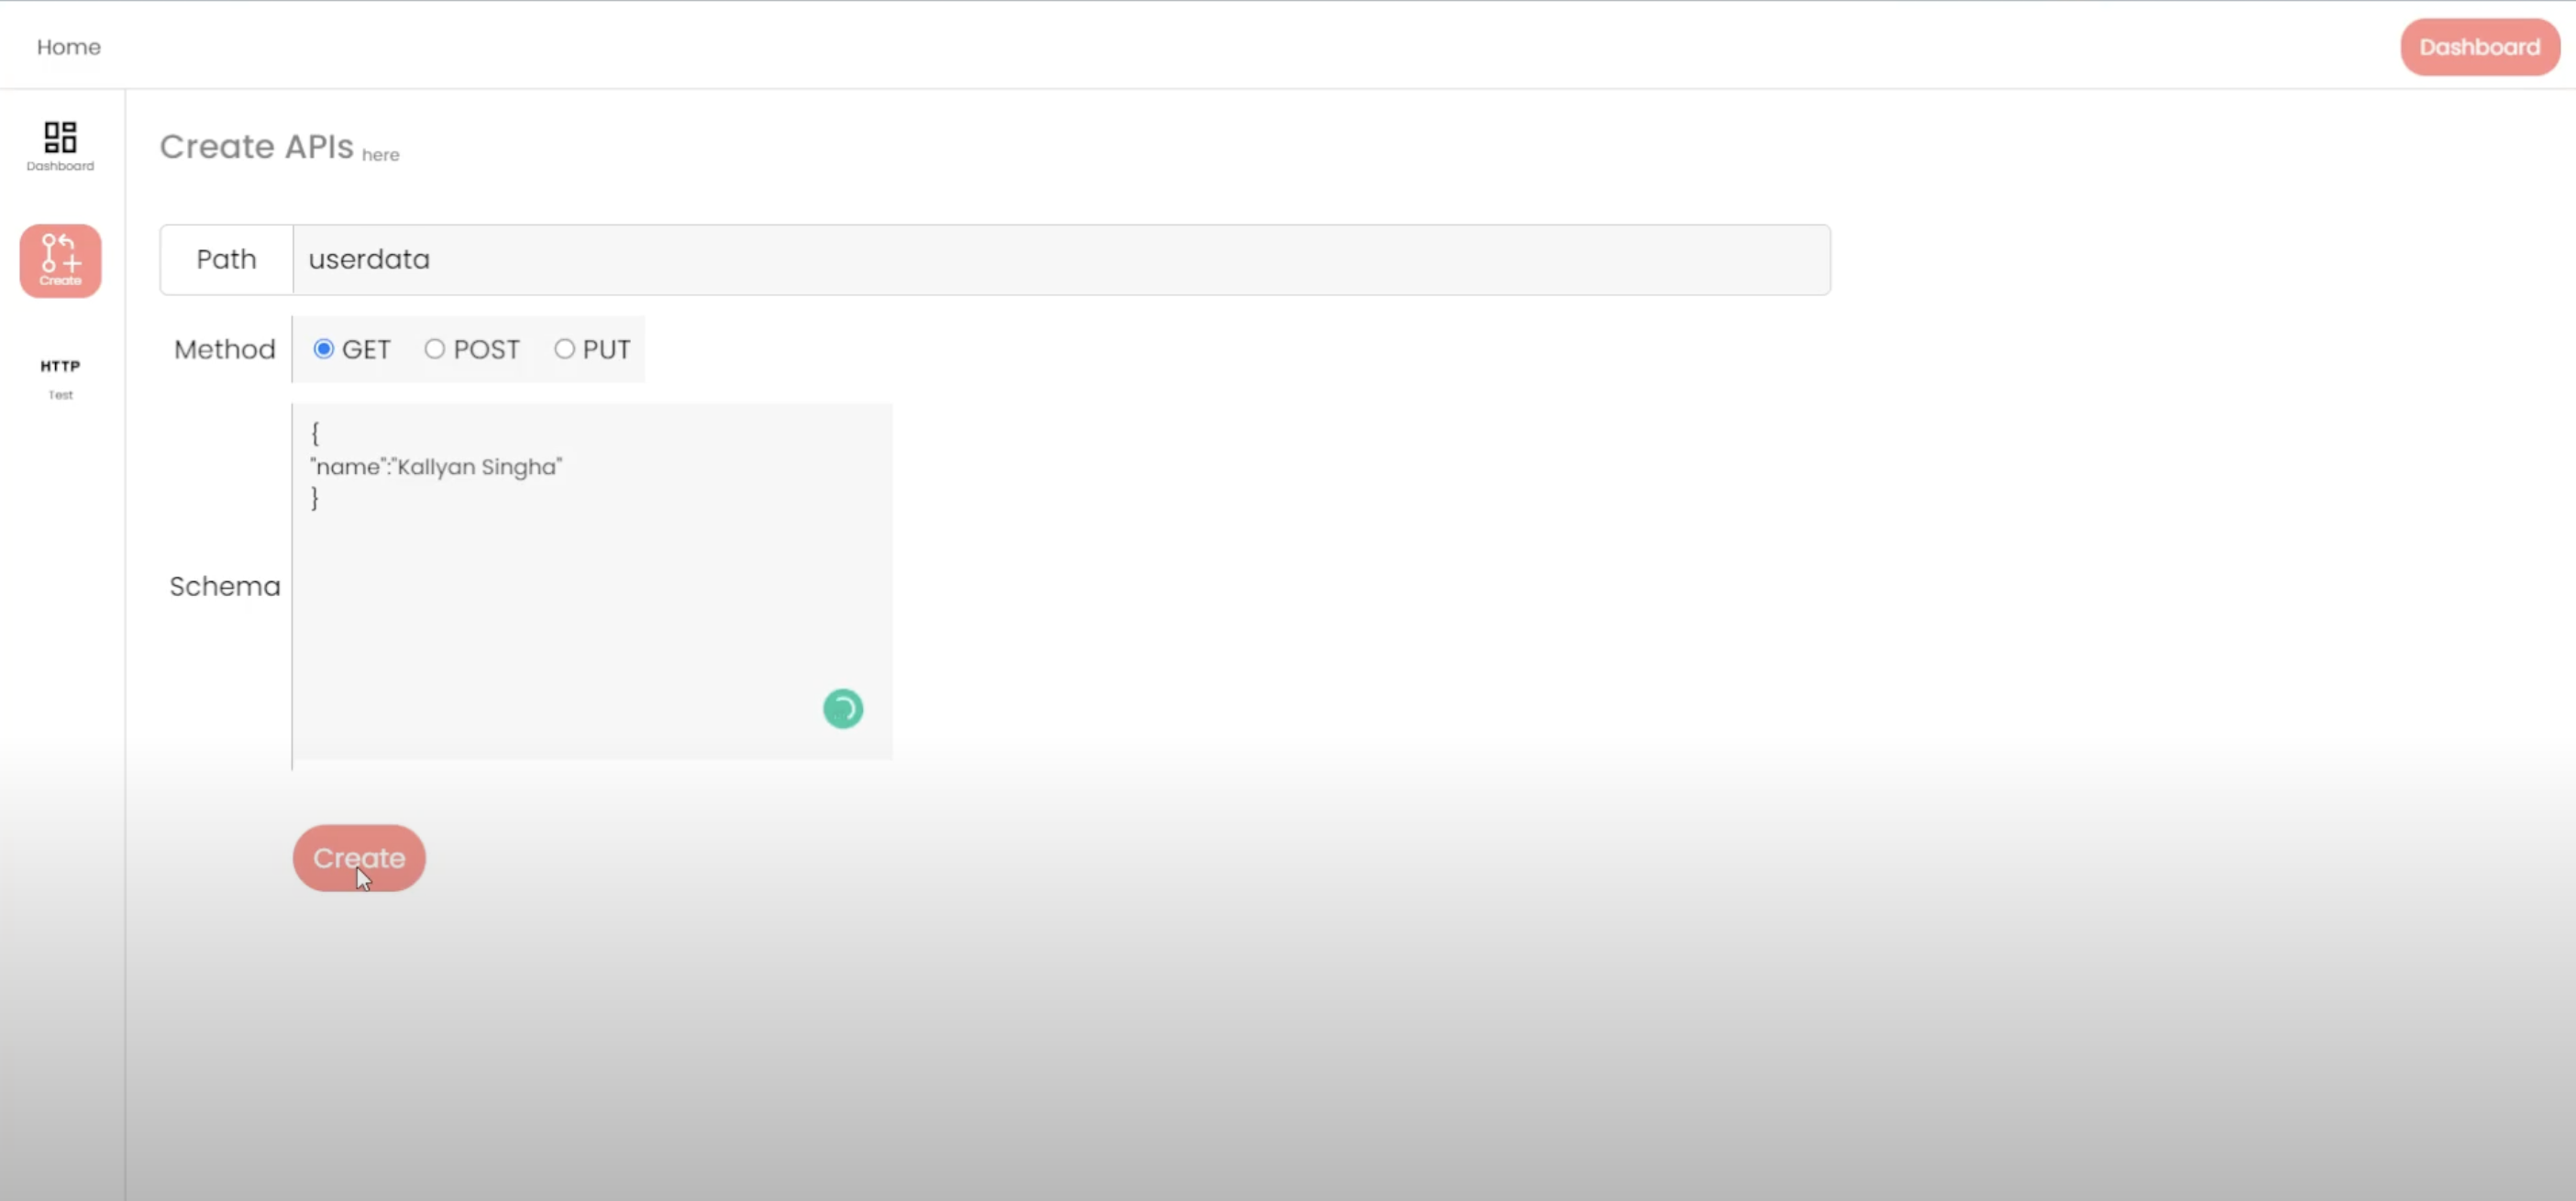 Home
Dashboard
Dashboard
Create
HTTP
Test
Create APIs here
Path userdata
Method GET POST PUT
Schema
{
"name":"Kallyan Singha"
}
Create